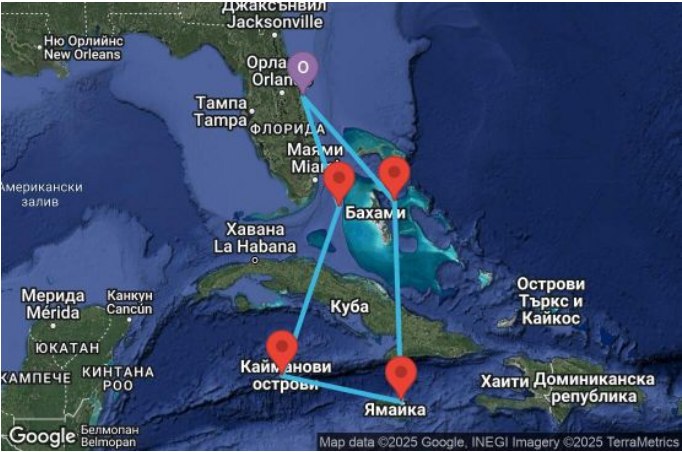 Джаксънвил
Jacksonville
Ню Орлийнс
New Orleans
O
Орла
Orlan
Тампа
Tampa
ФЛОРИДА
Маями
Miami
Американски
залив
Бахами
Хавана
La Habana
Мерида
Mérida
Канкун
Cancún
Куба
Острови
Търкс и
Кайкос
ЮКАТАН
КАМПЕЧЕ
КИНТАНА
РОО
Кайманови
острови
Ямайка
Хаити
Доминиканска
република
Белмопан
Belmopan
Google
Map data ©2025 Google, INEGI Imagery ©2025 TerraMetrics